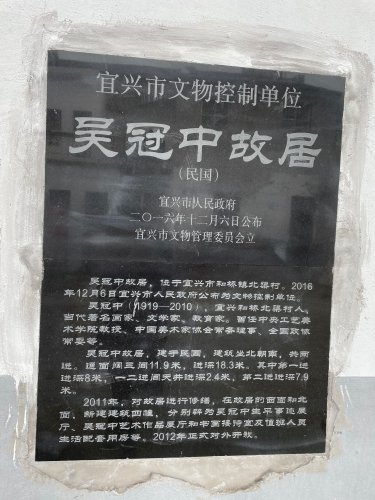 宜兴市文物控制单位
吴冠中故居
(民国)
宜兴市人民政府
二〇一六年十二月六日公布
宜兴市文物管理委员会立
吴冠中故居，位于宜兴市和桥镇北渠村。2016
年12月6日宜兴市人民政府公布为文物控制单位。
吴冠中（1919—2010），宜兴和桥北渠村人。
当代著名画家、文学家、教育家。曾任中央工艺美
术学院教授、中国美术家协会常务理事、全国政协
常委等。
吴冠中故居，建于民国，建筑坐北朝南，共两
进。通面阔三间11.9米，进深18.3米。其中第一进
进深8米，一二进间天井进深2.4米，第二进进深7.9
米。
2011年，对故居进行修缮，在故居的西面和北
面，新建建筑四幢，分别辟为吴冠中生平事迹展
厅、吴冠中艺术作品展厅和书画接待室及值班人员
生活配套用房等。2012年正式对外开放。